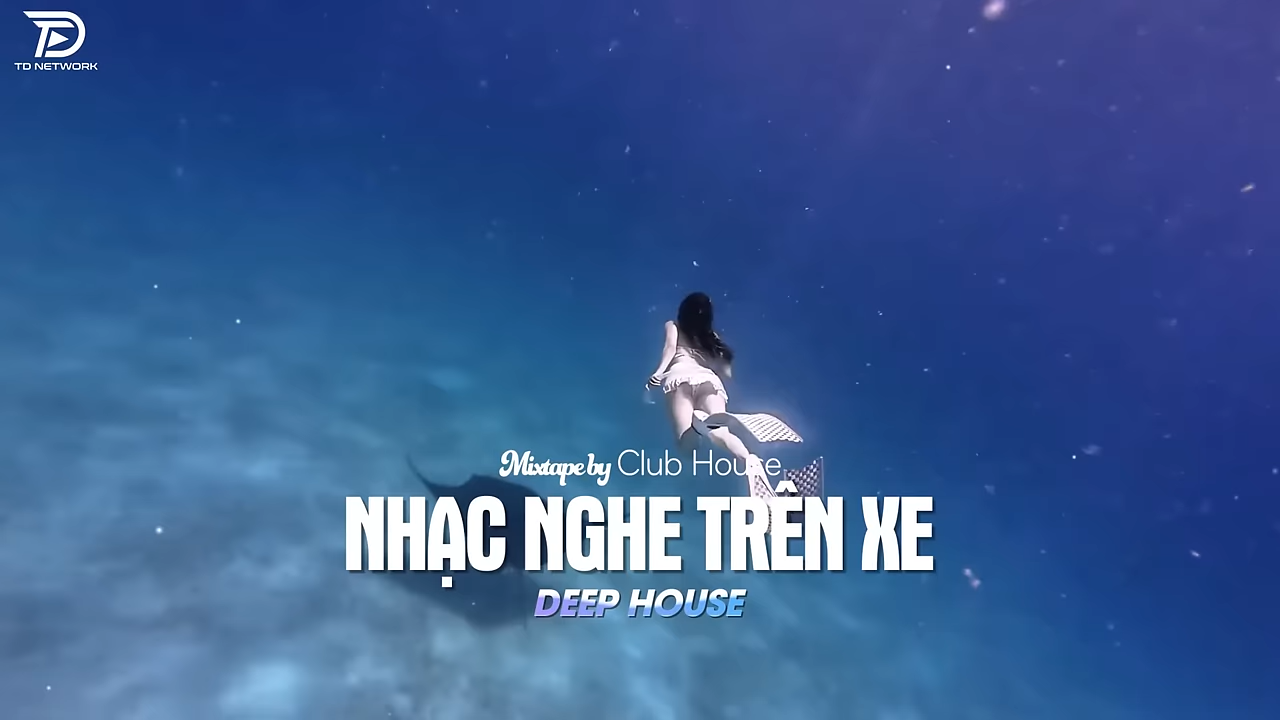 TD NETWORK
Mixtape by Club House
NHẠC NGHE TRÊN XE
DEEP HOUSE